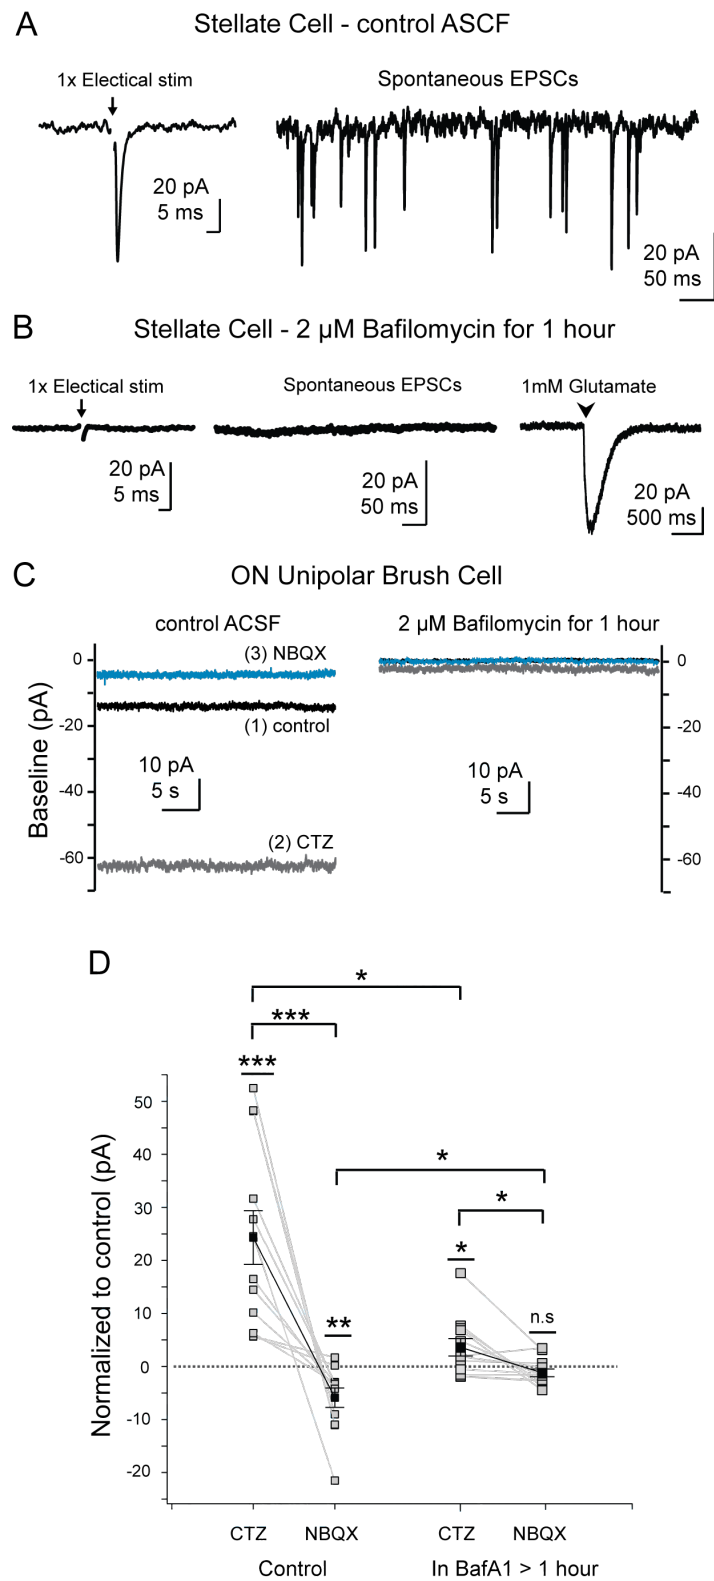 A
Stellate Cell - control ASCF
1x Electical stim
Spontaneous EPSCs
20 pA
5 ms
20 pA
50 ms
B
Stellate Cell - 2 µM Bafilomycin for 1 hour
1x Electical stim
Spontaneous EPSCs
1mM Glutamate
20 pA
5 ms
20 pA
50 ms
20 pA
500 ms
C
ON Unipolar Brush Cell
control ACSF
2 µM Bafilomycin for 1 hour
Baseline (pA)
0
-20
-40
-60
(3) NBQX
(1) control
10 pA
5 s
(2) CTZ
10 pA
5 s
0
-20
-40
-60
D
*
***
***
*
*
*
**
n.s
Normalized to control (pA)
50
40
30
20
10
0
-10
-20
CTZ
NBQX
CTZ
NBQX
Control
In BafA1 > 1 hour